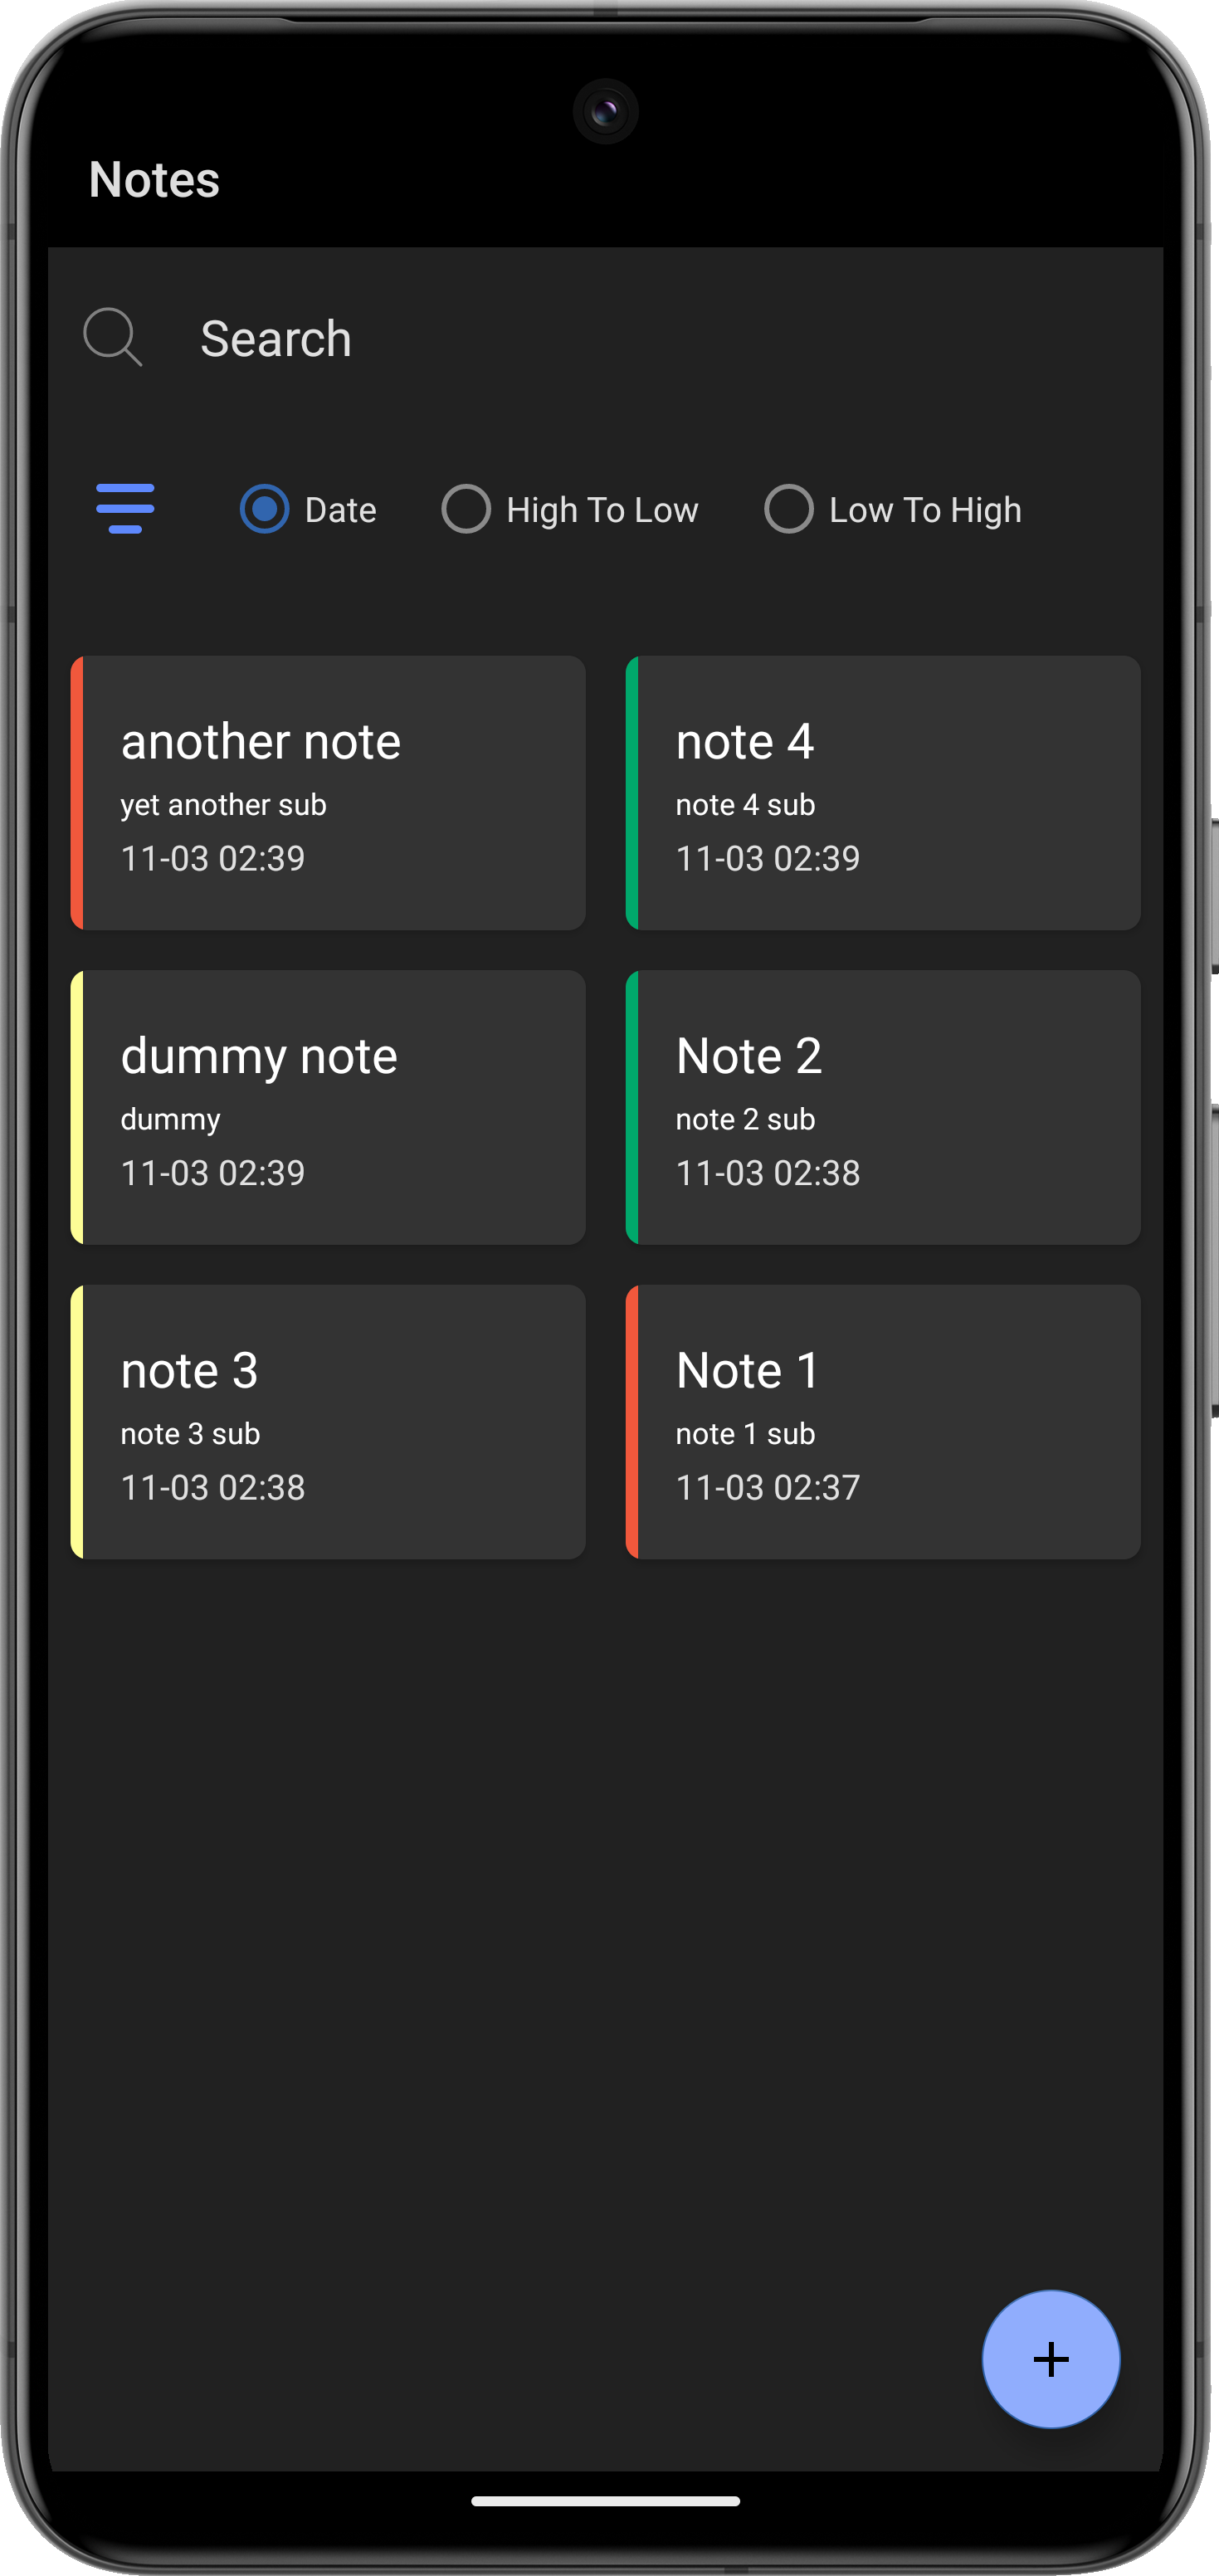 Notes
Search
Date High To Low Low To High
another note
yet another sub
11-03 02:39
note 4
note 4 sub
11-03 02:39
dummy note
dummy
11-03 02:39
Note 2
note 2 sub
11-03 02:38
note 3
note 3 sub
11-03 02:38
Note 1
note 1 sub
11-03 02:37